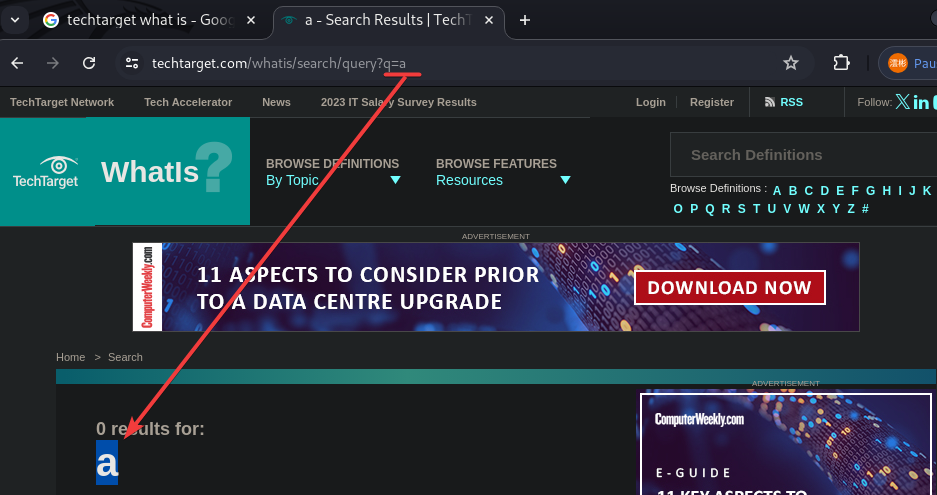 techtarget what is - Goo
a - Search Results | Tech
techtarget.com/whatis/search/query?q=a
潔彬
Pau
TechTarget Network
Tech Accelerator
News
2023 IT Salary Survey Results
Login
Register
RSS
Follow:
TechTarget
WhatIs?
BROWSE DEFINITIONS
By Topic
BROWSE FEATURES
Resources
Search Definitions
Browse Definitions :
A B C D E F G H I J K
O P Q R S T U V W X Y Z #
ADVERTISEMENT
ComputerWeekly.com
11 ASPECTS TO CONSIDER PRIOR
TO A DATA CENTRE UPGRADE
DOWNLOAD NOW
Home > Search
ADVERTISEMENT
0 results for:
a
ComputerWeekly.com
E-GUIDE
11 KEY ASPECTS TO